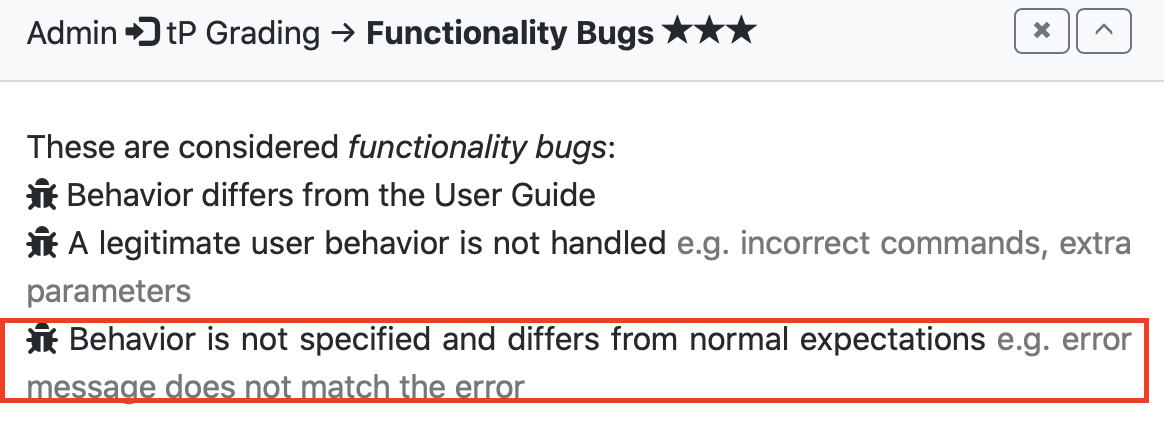 Admin tP Grading → Functionality Bugs ★★★
These are considered functionality bugs:
Behavior differs from the User Guide
A legitimate user behavior is not handled e.g. incorrect commands, extra
parameters
Behavior is not specified and differs from normal expectations e.g. error
message does not match the error